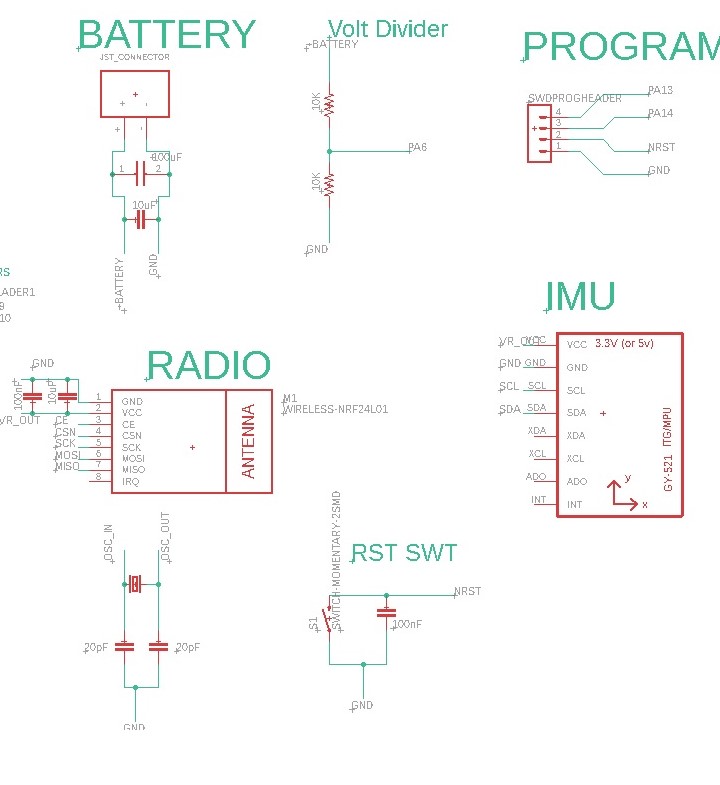 BATTERY
JST_CONNECTOR
+ -
+ -
100uF
1 2
10uF
+BATTERY
GND
Volt Divider
+BATTERY
10K
PA6
10K
GND
PROGRAM
SWDPROGHEADER
4
3
2
1
PA13
PA14
NRST
GND
RS
ADER1
9
10
RADIO
GND
100nF
10uF
VR_OUT
CE
CSN
SCK
MOSI
MISO
1 GND
2 VCC
3 CE
4 CSN
5 SCK
6 MOSI
7 MISO
8 IRQ
ANTENNA
M1
WIRELESS-NRF24L01
IMU
GND
SCL
SDA
VCC
GND
SCL
SDA
XDA
XCL
ADO
INT
VCC 3.3V (or 5v)
GND
SCL
SDA
XDA
XCL
ADO
INT
GY-521 ITG/MPU
y
x
OSC_IN
OSC_OUT
20pF
20pF
GND
RST SWT
SWITCH-MOMENTARY-2SMD
S1
NRST
100nF
GND